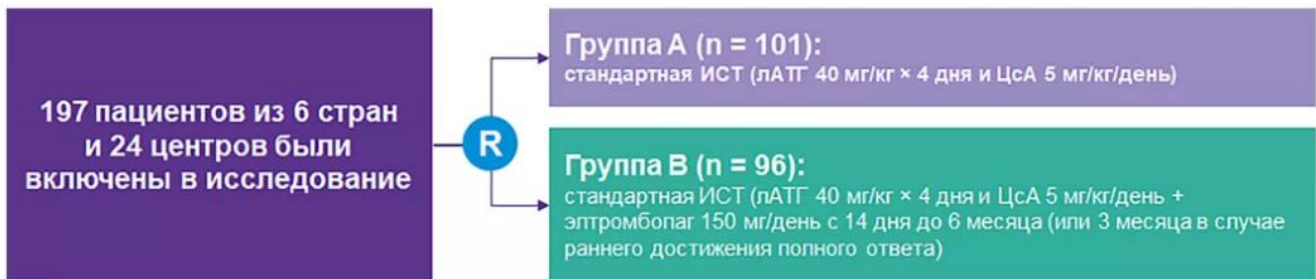 197 пациентов из 6 стран
и 24 центров были
включены в исследование
R
Группа А (n = 101):
стандартная ИСТ (лАТГ 40 мг/кг × 4 дня и ЦсА 5 мг/кг/день)
Группа В (n = 96):
стандартная ИСТ (лАТГ 40 мг/кг × 4 дня и ЦсА 5 мг/кг/день +
элтромбопаг 150 мг/день с 14 дня до 6 месяца (или 3 месяца в случае
раннего достижения полного ответа)